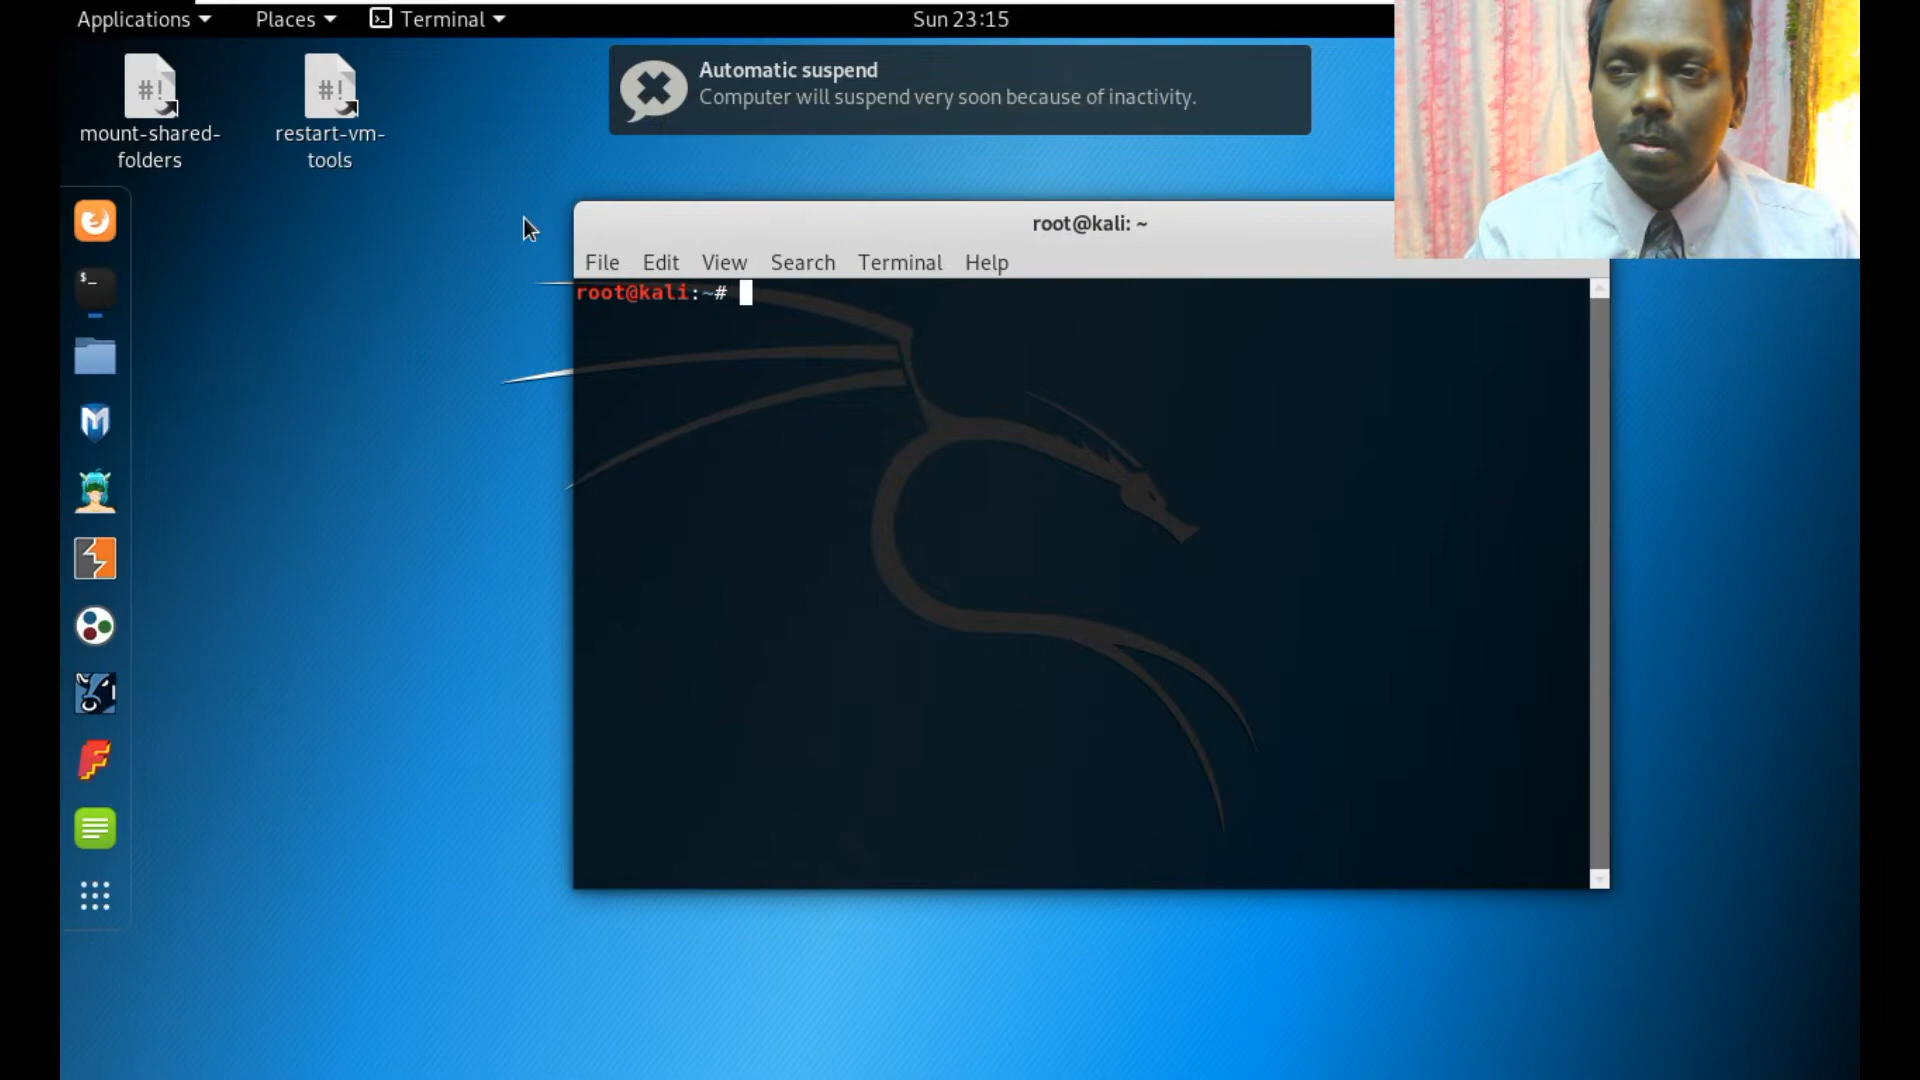 Applications Places Terminal Sun 23:15
#! #!
mount-shared-
folders
restart-vm-
tools
Automatic suspend
Computer will suspend very soon because of inactivity.
$_
root@kali: ~
File Edit View Search Terminal Help
root@kali:~#